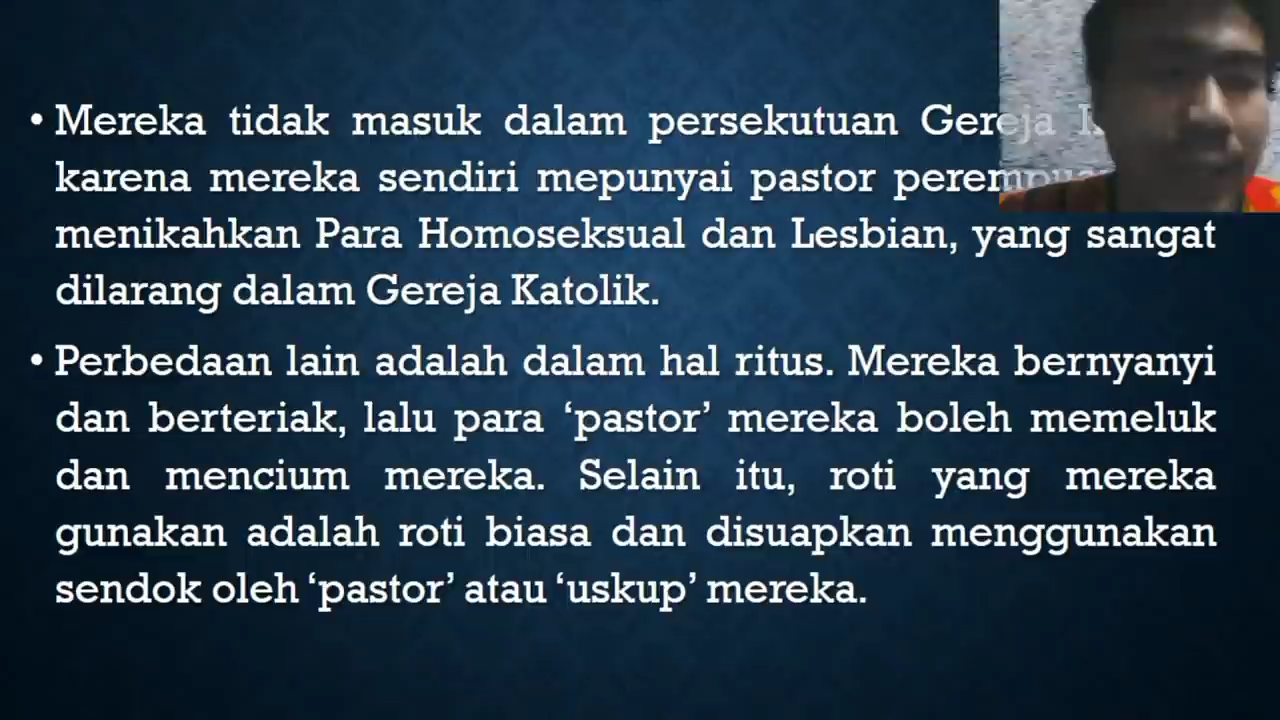 • Mereka tidak masuk dalam persekutuan Gereja
karena mereka sendiri mepunyai pastor perempuan
menikahkan Para Homoseksual dan Lesbian, yang sangat
dilarang dalam Gereja Katolik.
• Perbedaan lain adalah dalam hal ritus. Mereka bernyanyi
dan berteriak, lalu para ‘pastor’ mereka boleh memeluk
dan mencium mereka. Selain itu, roti yang mereka
gunakan adalah roti biasa dan disuapkan menggunakan
sendok oleh ‘pastor’ atau ‘uskup’ mereka.